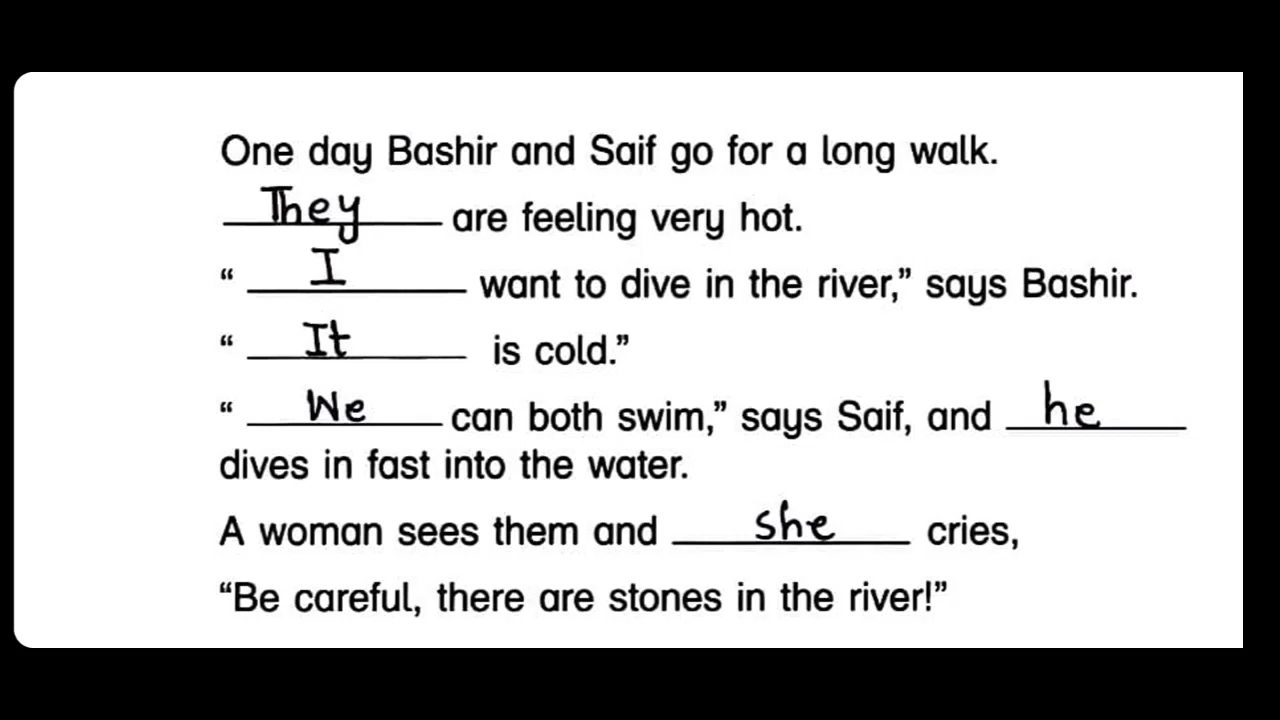 One day Bashir and Saif go for a long walk.
They are feeling very hot.
“ I want to dive in the river,” says Bashir.
“ It is cold.”
“ We can both swim,” says Saif, and he
dives in fast into the water.
A woman sees them and she cries,
“Be careful, there are stones in the river!”